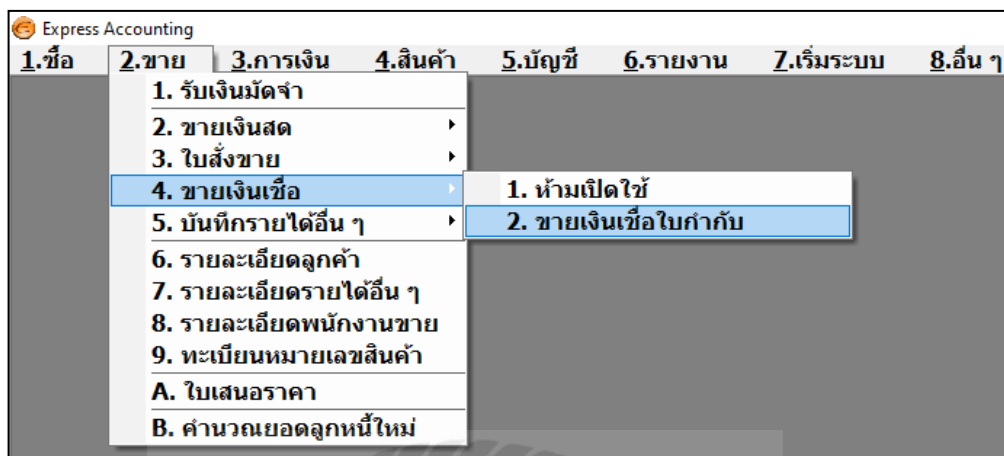 Express Accounting
1.ซื้อ 2.ขาย 3.การเงิน 4.สินค้า 5.บัญชี 6.รายงาน 7.เริ่มระบบ 8.อื่น ๆ
1. รับเงินมัดจำ
2. ขายเงินสด
3. ใบสั่งขาย
4. ขายเงินเชื่อ
1. ห้ามเปิดใช้
2. ขายเงินเชื่อใบกำกับ
5. บันทึกรายได้อื่น ๆ
6. รายละเอียดลูกค้า
7. รายละเอียดรายได้อื่น ๆ
8. รายละเอียดพนักงานขาย
9. ทะเบียนหมายเลขสินค้า
A. ใบเสนอราคา
B. คำนวณยอดลูกหนี้ใหม่